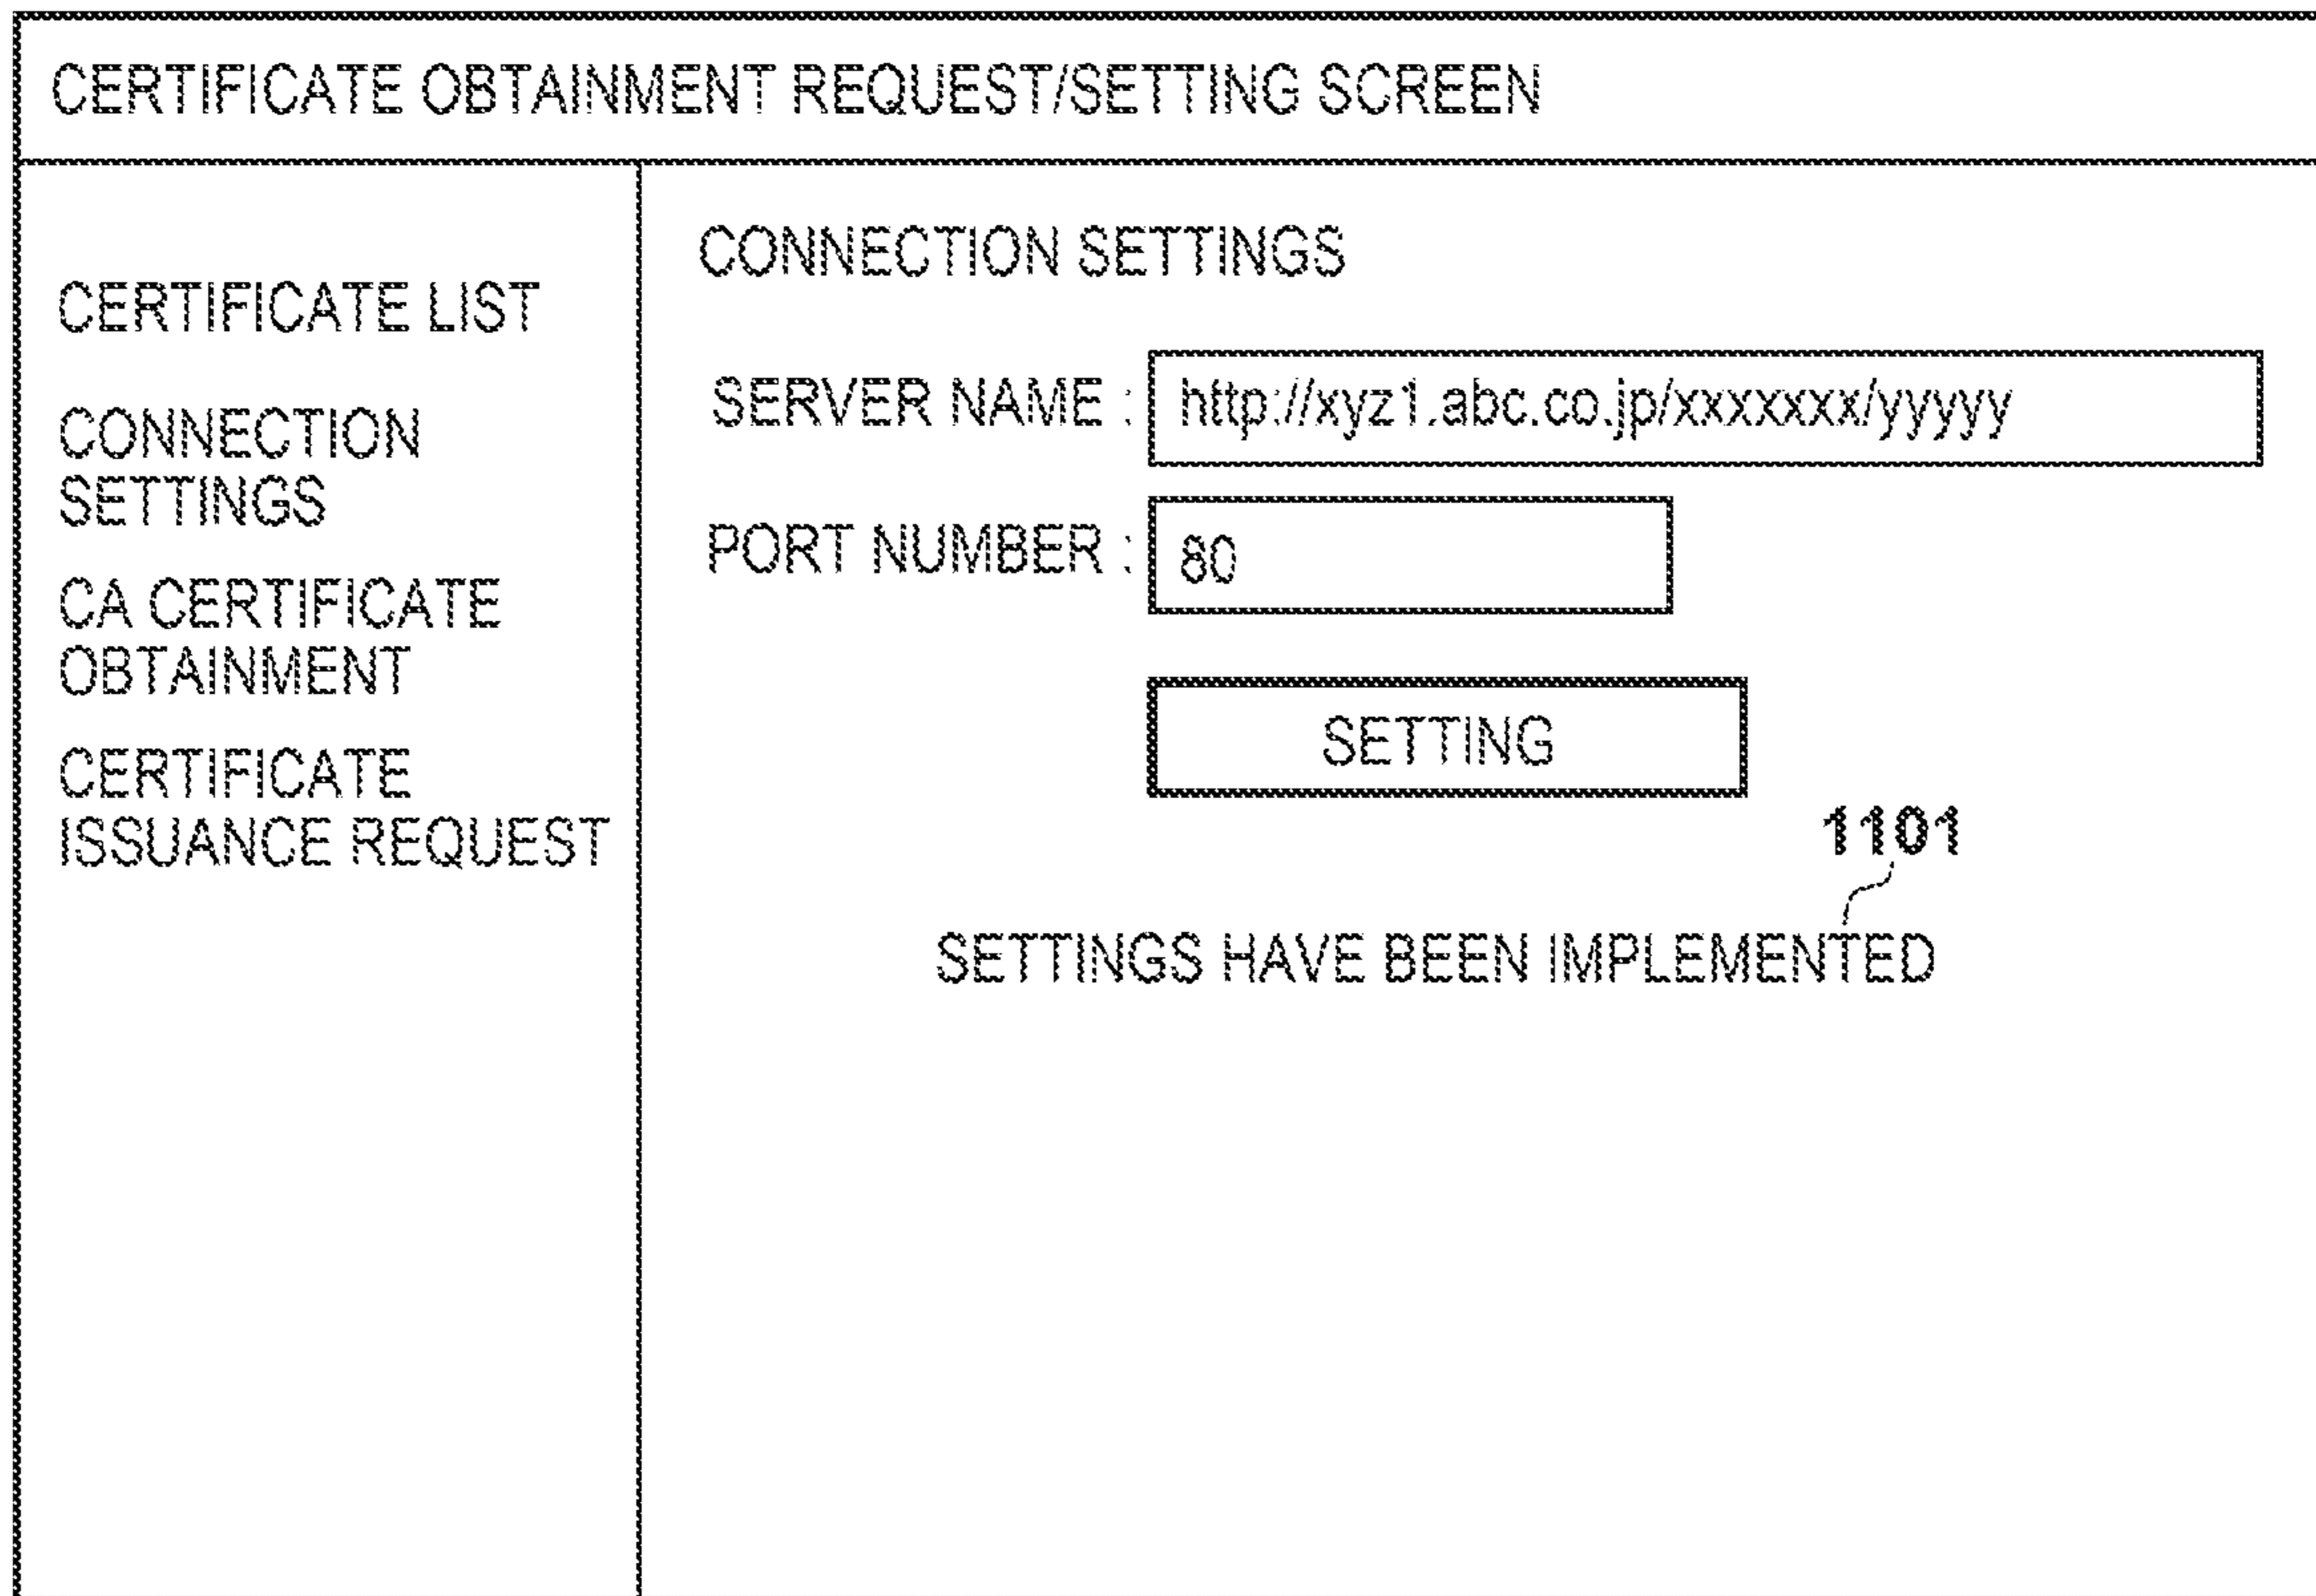 CERTIFICATE OBTAINMENT REQUEST/SETTING SCREEN
CERTIFICATE LIST
CONNECTION
SETTINGS
CA CERTIFICATE
OBTAINMENT
CERTIFICATE
ISSUANCE REQUEST
CONNECTION SETTINGS
SERVER NAME : http://xyz1.abc.co.jp/xxxxxxx/yyyyy
PORT NUMBER : 80
SETTING
1101
SETTINGS HAVE BEEN IMPLEMENTED